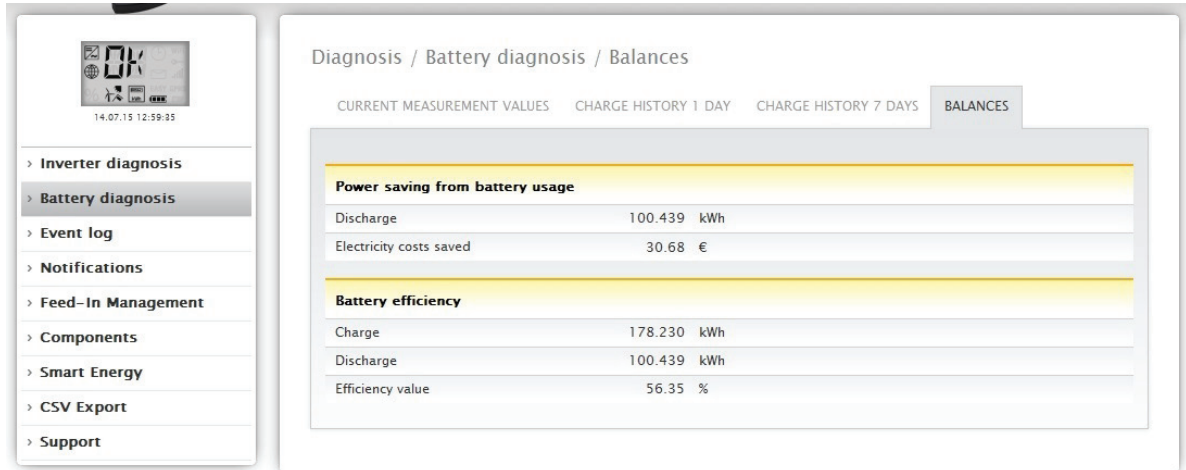 OK
14.07.15 12:59:35
› Inverter diagnosis
› Battery diagnosis
› Event log
› Notifications
› Feed-In Management
› Components
› Smart Energy
› CSV Export
› Support
Diagnosis / Battery diagnosis / Balances
CURRENT MEASUREMENT VALUES CHARGE HISTORY 1 DAY CHARGE HISTORY 7 DAYS BALANCES
Power saving from battery usage
Discharge 100.439 kWh
Electricity costs saved 30.68 €
Battery efficiency
Charge 178.230 kWh
Discharge 100.439 kWh
Efficiency value 56.35 %